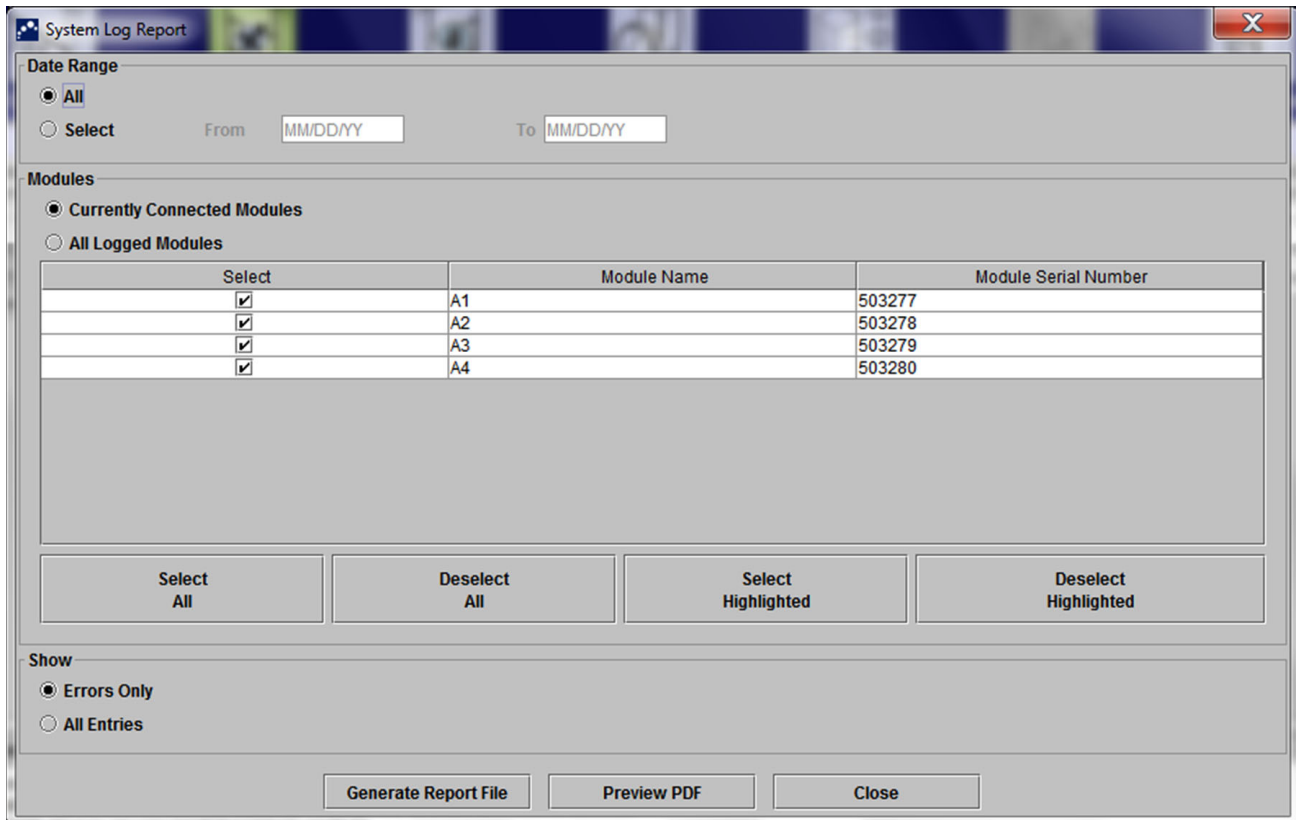 System Log Report
Date Range
All
Select From MM/DD/YY To MM/DD/YY
Modules
Currently Connected Modules
All Logged Modules
Select Module Name Module Serial Number
A1 503277
A2 503278
A3 503279
A4 503280
Select Deselect Select Deselect
All All Highlighted Highlighted
Show
Errors Only
All Entries
Generate Report File Preview PDF Close